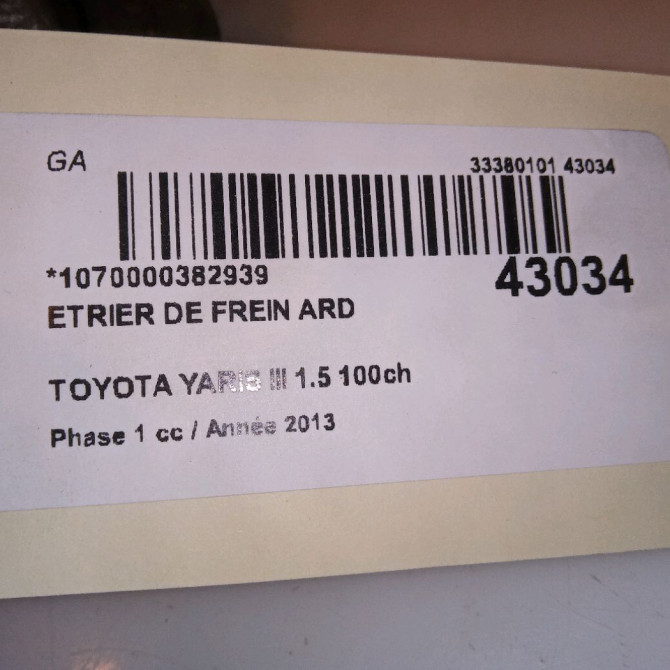 GA
33380101 43034
*1070000382939
43034
ETRIER DE FREIN ARD
TOYOTA YARIS III 1.5 100ch
Phase 1 cc / Année 2013